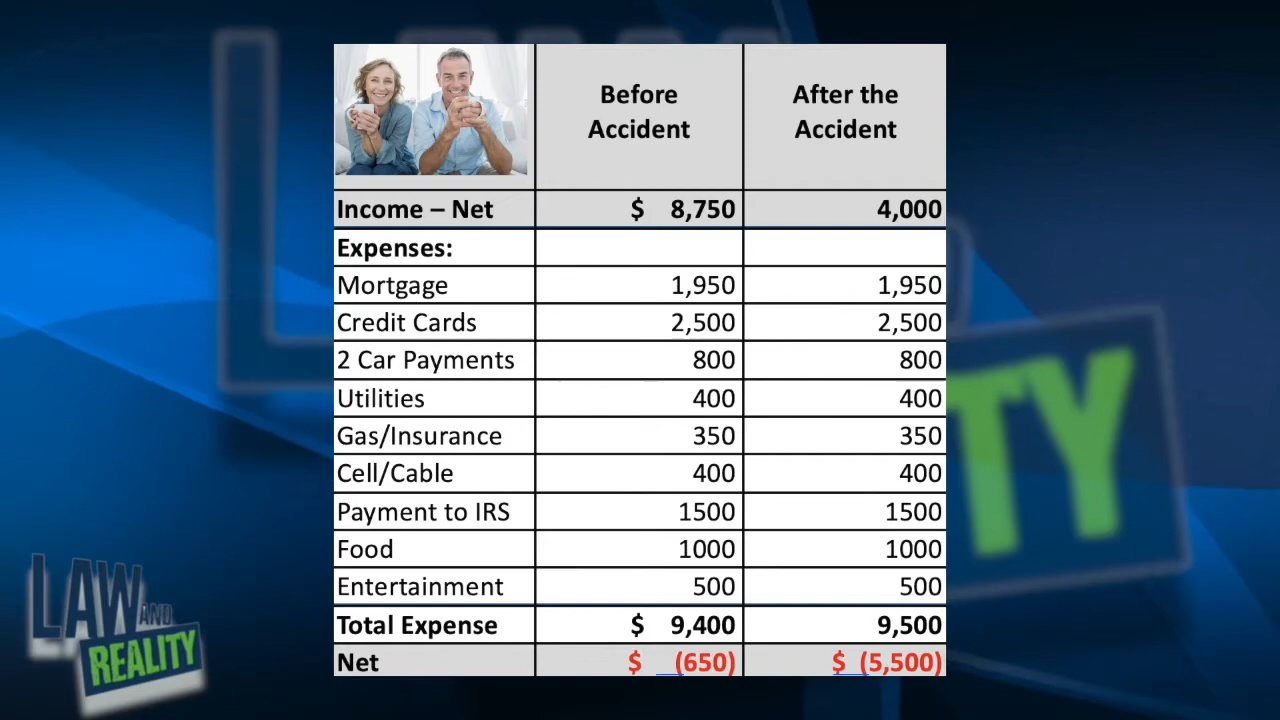 Before
Accident
After the
Accident
Income – Net $ 8,750 4,000
Expenses:
Mortgage 1,950 1,950
Credit Cards 2,500 2,500
2 Car Payments 800 800
Utilities 400 400
Gas/Insurance 350 350
Cell/Cable 400 400
Payment to IRS 1500 1500
Food 1000 1000
Entertainment 500 500
Total Expense $ 9,400 9,500
Net $ (650) $ (5,500)
LAW
AND
REALITY
TY